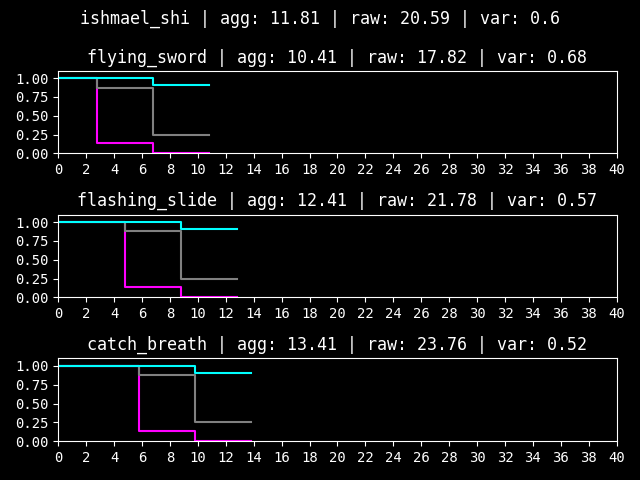 ishmael_shi | agg: 11.81 | raw: 20.59 | var: 0.6
flying_sword | agg: 10.41 | raw: 17.82 | var: 0.68
1.00
0.75
0.50
0.25
0.00
0 2 4 6 8 10 12 14 16 18 20 22 24 26 28 30 32 34 36 38 40
flashing_slide | agg: 12.41 | raw: 21.78 | var: 0.57
1.00
0.75
0.50
0.25
0.00
0 2 4 6 8 10 12 14 16 18 20 22 24 26 28 30 32 34 36 38 40
catch_breath | agg: 13.41 | raw: 23.76 | var: 0.52
1.00
0.75
0.50
0.25
0.00
0 2 4 6 8 10 12 14 16 18 20 22 24 26 28 30 32 34 36 38 40